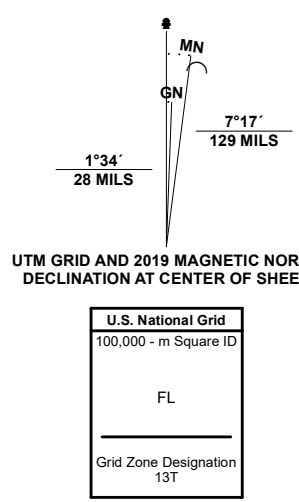 MN
GN
7°17´
129 MILS
1°34´
28 MILS
UTM GRID AND 2019 MAGNETIC NOR
DECLINATION AT CENTER OF SHEE
U.S. National Grid
100,000 - m Square ID
FL
Grid Zone Designation
13T